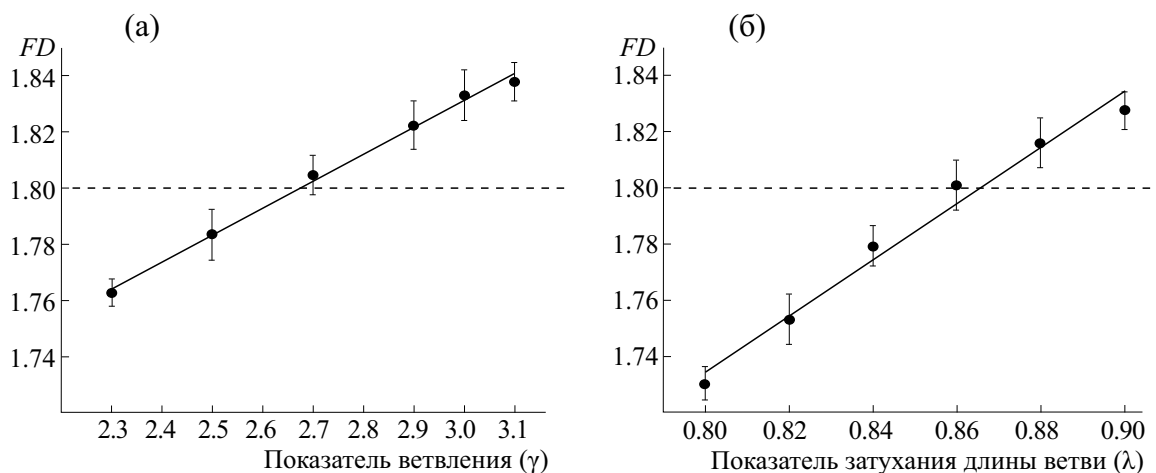 (а)
FD
1.84
1.82
1.80
1.78
1.76
1.74
2.3 2.4 2.5 2.6 2.7 2.8 2.9 3.0 3.1
Показатель ветвления (γ)
(б)
FD
1.84
1.82
1.80
1.78
1.76
1.74
0.80 0.82 0.84 0.86 0.88 0.90
Показатель затухания длины ветви (λ)